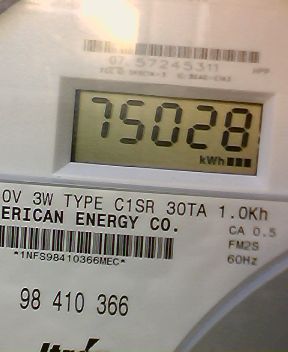 07. 57245311
75028
kWh
0V 3W TYPE C1SR 30TA 1.0Kh
ERICAN ENERGY CO.
CA 0.5
FM2S
*1NFS98410366MEC*
60Hz
98 410 366